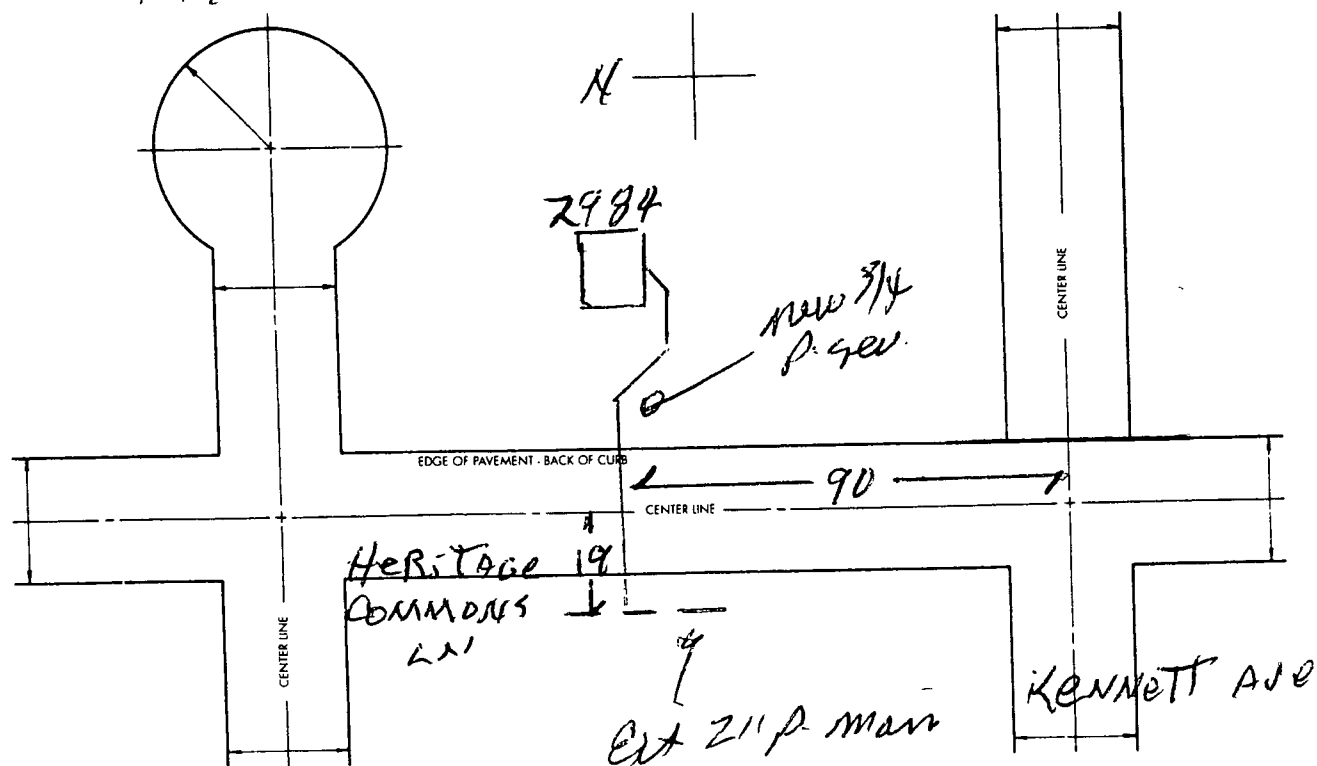 N
2984
CENTER LINE
new 3/4
P. ser.
EDGE OF PAVEMENT - BACK OF CURB
90
CENTER LINE
HERITAGE
COMMONS
LN
19
CENTER LINE
KENNETT AVE
Ext 2" P. main